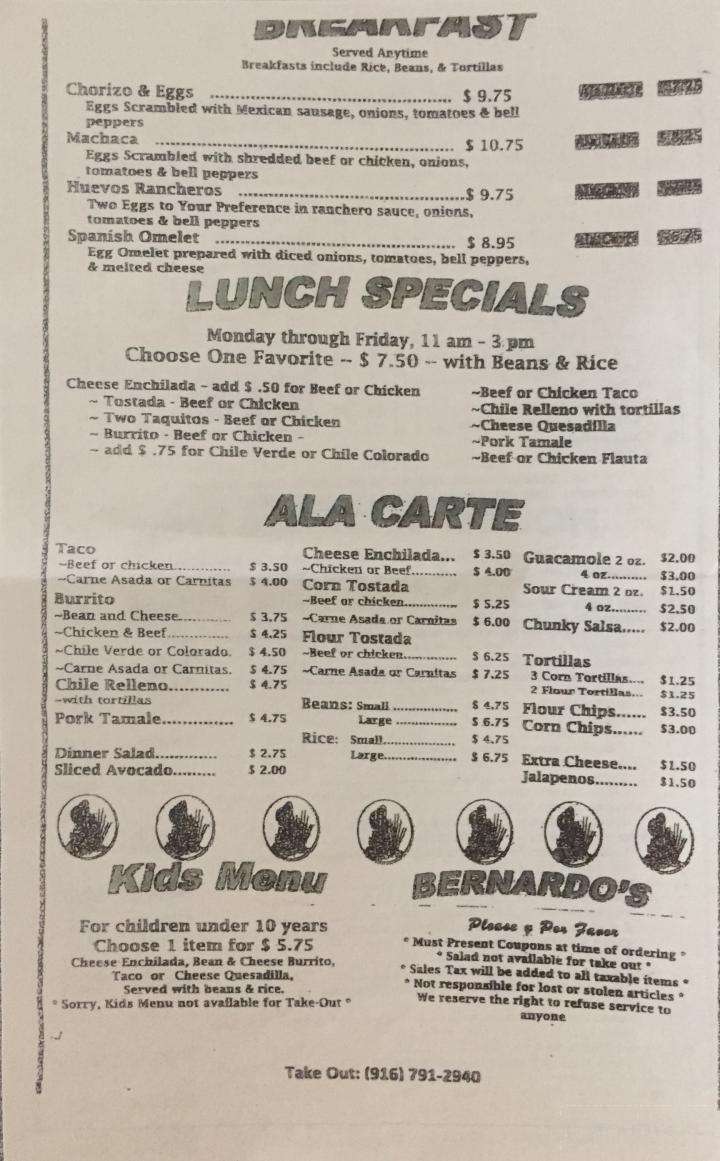 BREAKFAST
Served Anytime
Breakfasts include Rice, Beans, & Tortillas
Chorizo & Eggs ........................................ $ 9.75
Eggs Scrambled with Mexican sausage, onions, tomatoes & bell
peppers
Machaca .................................................. $ 10.75
Eggs Scrambled with shredded beef or chicken, onions,
tomatoes & bell peppers
Huevos Rancheros ......................................$ 9.75
Two Eggs to Your Preference in ranchero sauce, onions,
tomatoes & bell peppers
Spanish Omelet ........................................ $ 8.95
Egg Omelet prepared with diced onions, tomatoes, bell peppers,
& melted cheese
LUNCH SPECIALS
Monday through Friday, 11 am - 3 pm
Choose One Favorite -- $ 7.50 -- with Beans & Rice
Cheese Enchilada - add $ .50 for Beef or Chicken
~ Tostada - Beef or Chicken
~ Two Taquitos - Beef or Chicken
~ Burrito - Beef or Chicken -
~ add $ .75 for Chile Verde or Chile Colorado
~Beef or Chicken Taco
~Chile Relleno with tortillas
~Cheese Quesadilla
~Pork Tamale
~Beef or Chicken Flauta
ALA CARTE
Taco
~Beef or chicken............. $ 3.50
~Carne Asada or Carnitas $ 4.00
Burrito
~Bean and Cheese............ $ 3.75
~Chicken & Beef.............. $ 4.25
~Chile Verde or Colorado. $ 4.50
~Carne Asada or Carnitas. $ 4.75
Chile Relleno............ $ 4.75
~with tortillas
Pork Tamale.............. $ 4.75
Dinner Salad............. $ 2.75
Sliced Avocado......... $ 2.00
Cheese Enchilada... $ 3.50
~Chicken or Beef........... $ 4.00
Corn Tostada
~Beef or chicken............... $ 5.25
~Carne Asada or Carnitas $ 6.00
Flour Tostada
~Beef or chicken............... $ 6.25
~Carne Asada or Carnitas $ 7.25
Beans: Small .............. $ 4.75
Large .............. $ 6.75
Rice: Small................ $ 4.75
Large.................... $ 6.75
Guacamole 2 oz. $2.00
4 oz.......... $3.00
Sour Cream 2 oz. $1.50
4 oz......... $2.50
Chunky Salsa..... $2.00
Tortillas
3 Corn Tortillas.... $1.25
2 Flour Tortillas... $1.25
Flour Chips...... $3.50
Corn Chips...... $3.00
Extra Cheese.... $1.50
Jalapenos......... $1.50
Kids Menu
For children under 10 years
Choose 1 item for $ 5.75
Cheese Enchilada, Bean & Cheese Burrito,
Taco or Cheese Quesadilla,
Served with beans & rice.
* Sorry, Kids Menu not available for Take-Out *
BERNARDO'S
Please y Por Favor
* Must Present Coupons at time of ordering *
* Salad not available for take out *
* Sales Tax will be added to all taxable items *
* Not responsible for lost or stolen articles *
We reserve the right to refuse service to
anyone
Take Out: (916) 791-2940